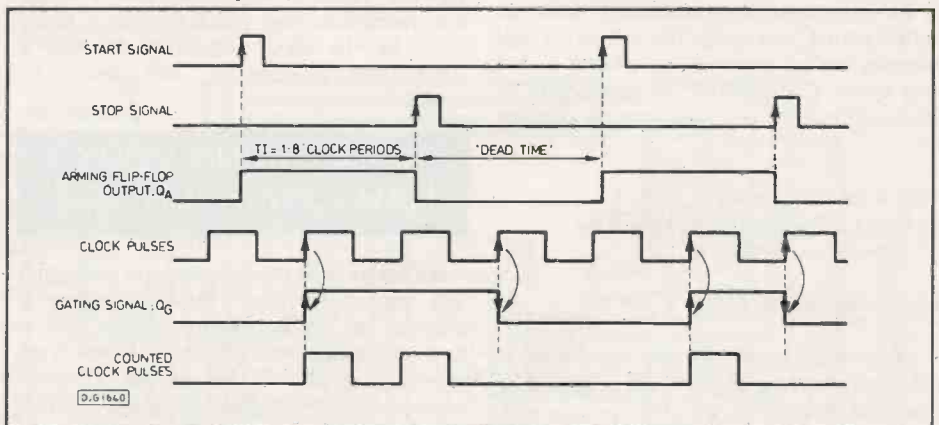 START SIGNAL
STOP SIGNAL
TI = 1·8 CLOCK PERIODS
'DEAD TIME'
ARMING FLIP-FLOP
OUTPUT, QA
CLOCK PULSES
GATING SIGNAL, QG
COUNTED
CLOCK PULSES